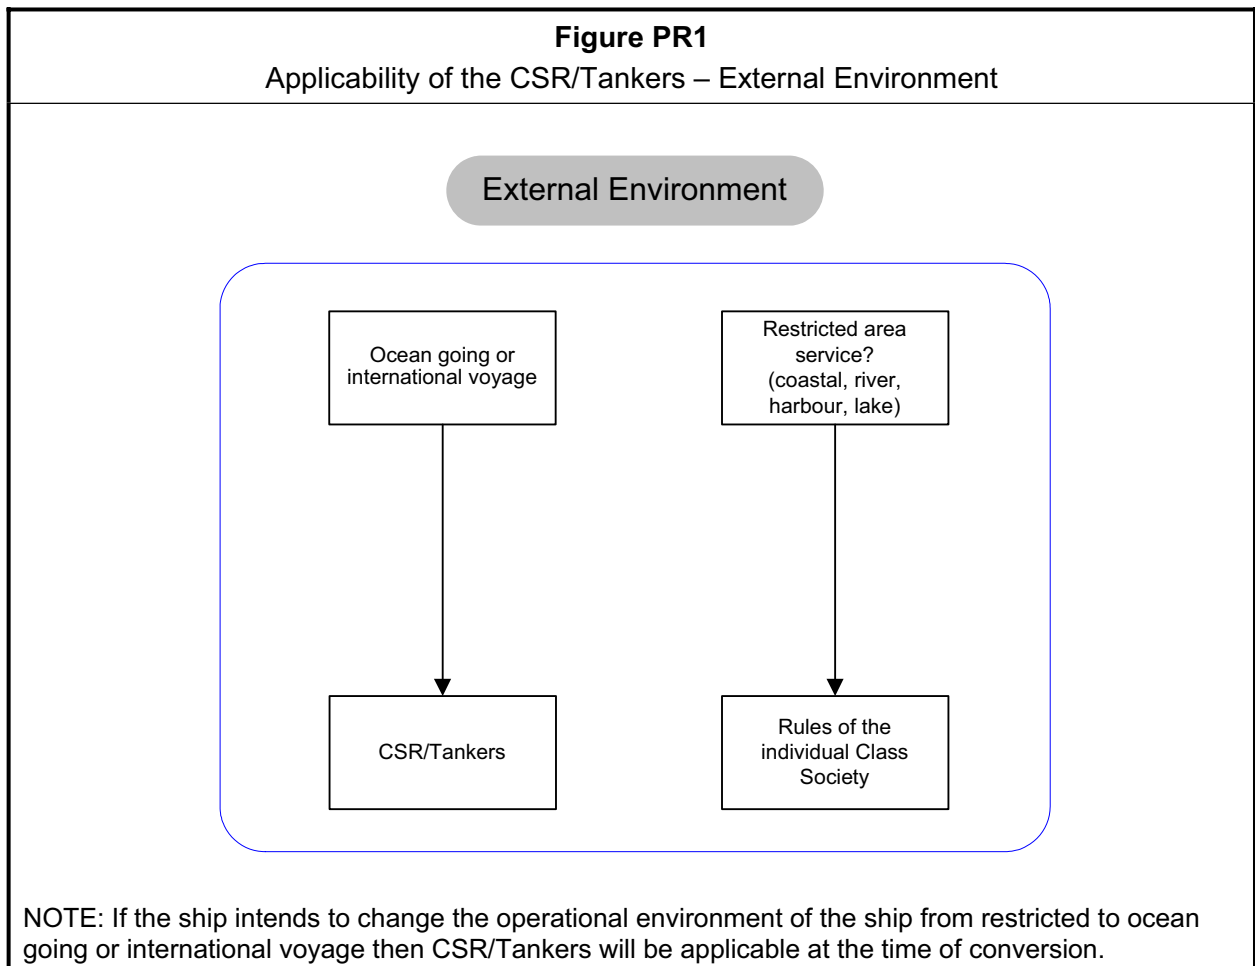 Figure PR1
Applicability of the CSR/Tankers – External Environment
External Environment
Ocean going or
international voyage
Restricted area
service?
(coastal, river,
harbour, lake)
CSR/Tankers
Rules of the
individual Class
Society
NOTE: If the ship intends to change the operational environment of the ship from restricted to ocean
going or international voyage then CSR/Tankers will be applicable at the time of conversion.